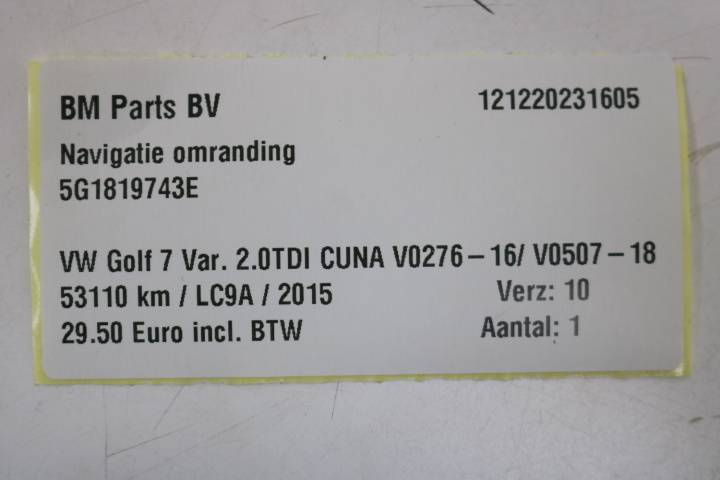 BM Parts BV 121220231605
Navigatie omranding
5G1819743E
VW Golf 7 Var. 2.0TDI CUNA V0276-16/ V0507-18
53110 km / LC9A / 2015 Verz: 10
29.50 Euro incl. BTW Aantal: 1